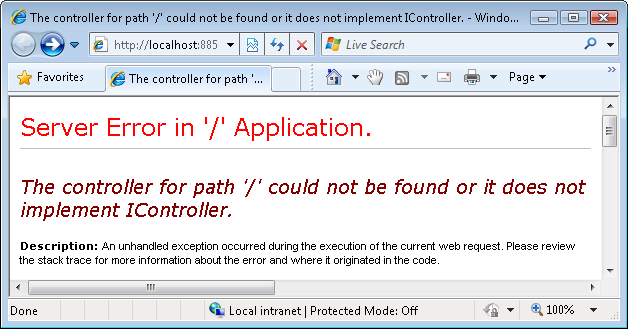 The controller for path '/' could not be found or it does not implement IController. - Windo...
http://localhost:885
Live Search
Favorites
The controller for path '/'...
Page
Server Error in '/' Application.
The controller for path '/' could not be found or it does not
implement IController.
Description: An unhandled exception occurred during the execution of the current web request. Please review
the stack trace for more information about the error and where it originated in the code.
Done
Local intranet | Protected Mode: Off
100%